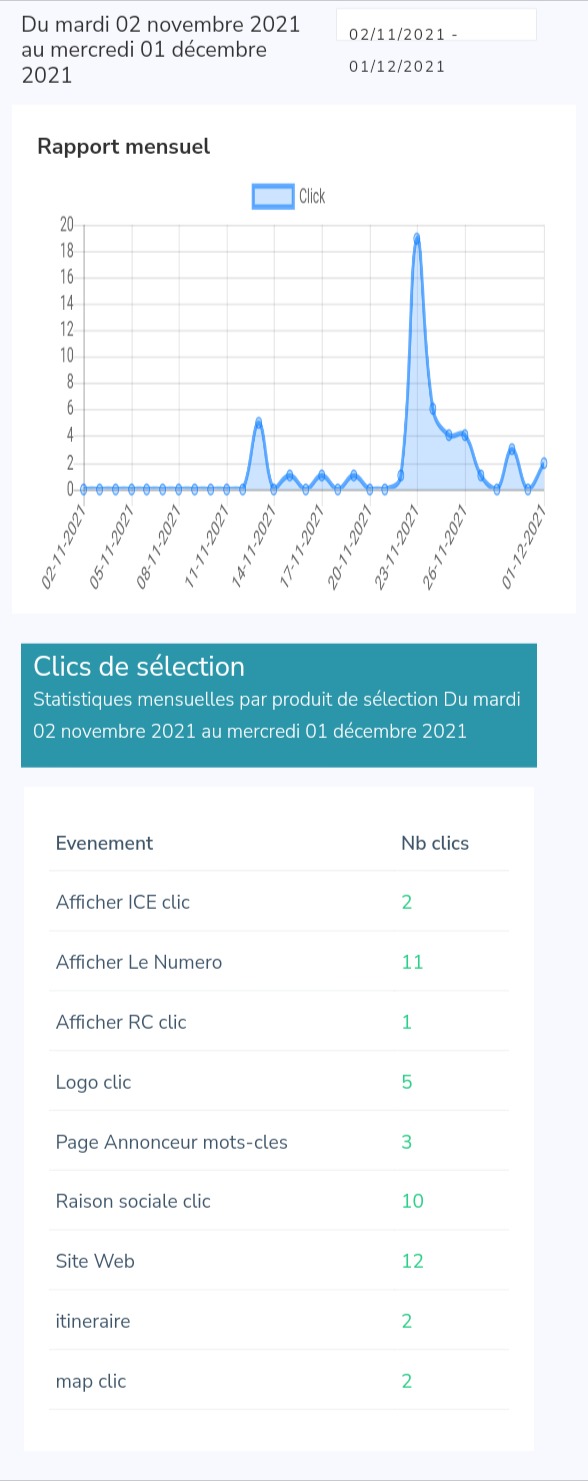 Du mardi 02 novembre 2021
au mercredi 01 décembre
2021
02/11/2021 -
01/12/2021
Rapport mensuel
Click
20
18
16
14
12
10
8
6
4
2
0
02-11-2021
05-11-2021
08-11-2021
11-11-2021
14-11-2021
17-11-2021
20-11-2021
23-11-2021
26-11-2021
01-12-2021
Clics de sélection
Statistiques mensuelles par produit de sélection Du mardi
02 novembre 2021 au mercredi 01 décembre 2021
Evenement Nb clics
Afficher ICE clic 2
Afficher Le Numero 11
Afficher RC clic 1
Logo clic 5
Page Annonceur mots-cles 3
Raison sociale clic 10
Site Web 12
itineraire 2
map clic 2